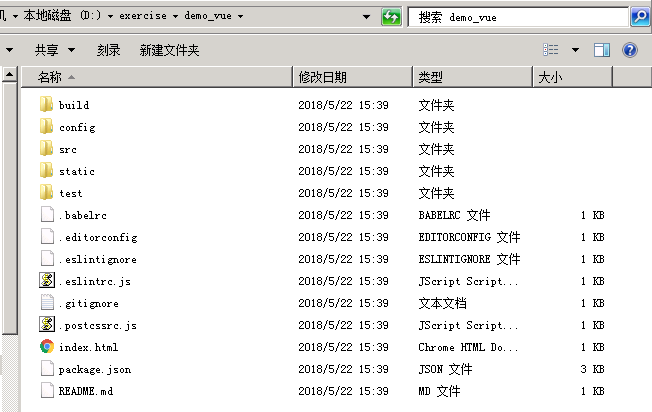 机 本地磁盘 (D:) exercise demo_vue 搜索 demo_vue
共享 刻录 新建文件夹
名称 修改日期 类型 大小
build 2018/5/22 15:39 文件夹
config 2018/5/22 15:39 文件夹
src 2018/5/22 15:39 文件夹
static 2018/5/22 15:39 文件夹
test 2018/5/22 15:39 文件夹
.babelrc 2018/5/22 15:39 BABELRC 文件 1 KB
.editorconfig 2018/5/22 15:39 EDITORCONFIG 文件 1 KB
.eslintignore 2018/5/22 15:39 ESLINTIGNORE 文件 1 KB
.eslintrc.js 2018/5/22 15:39 JScript Script... 1 KB
.gitignore 2018/5/22 15:39 文本文档 1 KB
.postcssrc.js 2018/5/22 15:39 JScript Script... 1 KB
index.html 2018/5/22 15:39 Chrome HTML Do... 1 KB
package.json 2018/5/22 15:39 JSON 文件 3 KB
README.md 2018/5/22 15:39 MD 文件 1 KB